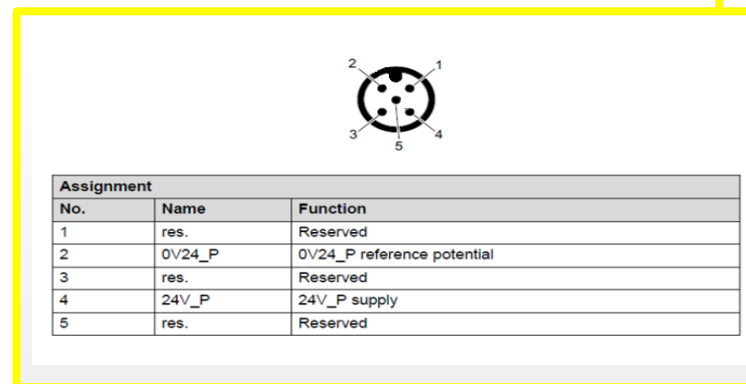 2 1
3 4
5
Assignment
No. Name Function
1 res. Reserved
2 0V24_P 0V24_P reference potential
3 res. Reserved
4 24V_P 24V_P supply
5 res. Reserved